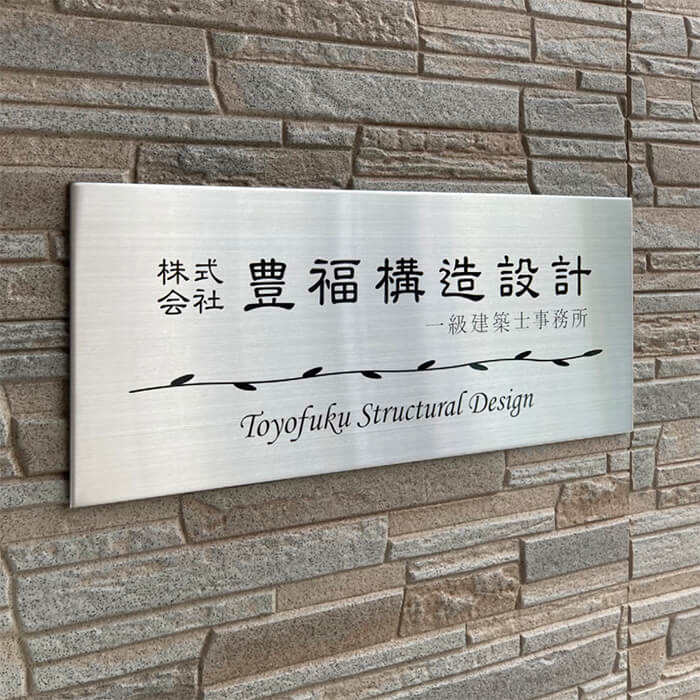 株式会社 豊福構造設計
一級建築士事務所
Toyofuku Structural Design